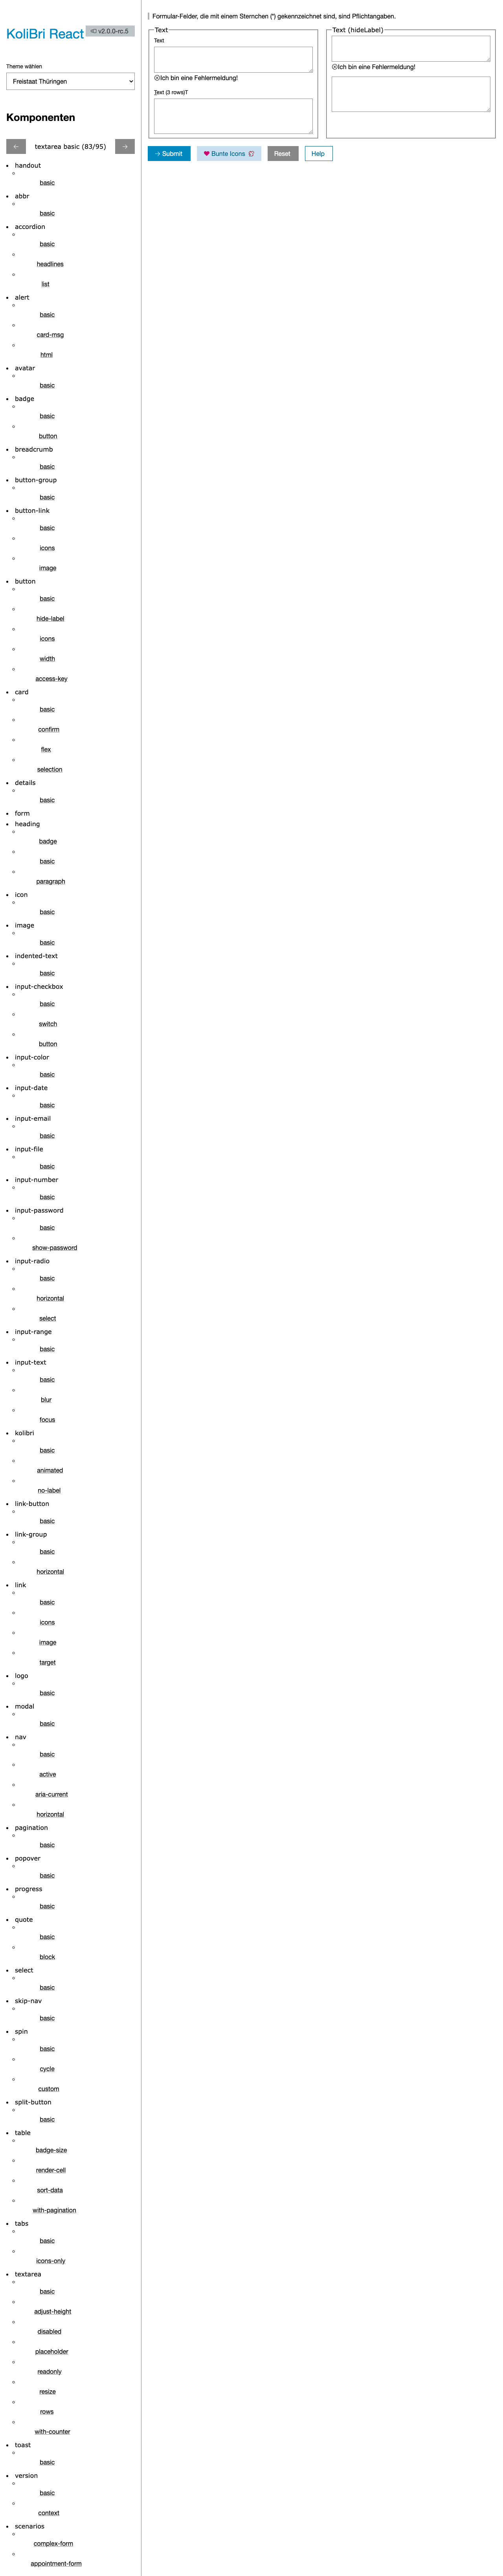 KoliBri React
v2.0.0-rc.5
Theme wählen
Freistaat Thüringen
Komponenten
← textarea basic (83/95) →
handout
basic
abbr
basic
accordion
basic
headlines
list
alert
basic
card-msg
html
avatar
basic
badge
basic
button
breadcrumb
basic
button-group
basic
button-link
basic
icons
image
button
basic
hide-label
icons
width
access-key
card
basic
confirm
flex
selection
details
basic
form
heading
badge
basic
paragraph
icon
basic
image
basic
indented-text
basic
input-checkbox
basic
switch
button
input-color
basic
input-date
basic
input-email
basic
input-file
basic
input-number
basic
input-password
basic
show-password
input-radio
basic
horizontal
select
input-range
basic
input-text
basic
blur
focus
kolibri
basic
animated
no-label
link-button
basic
link-group
basic
horizontal
link
basic
icons
image
target
logo
basic
modal
basic
nav
basic
active
aria-current
horizontal
pagination
basic
popover
basic
progress
basic
quote
basic
block
select
basic
skip-nav
basic
spin
basic
cycle
custom
split-button
basic
table
badge-size
render-cell
sort-data
with-pagination
tabs
basic
icons-only
textarea
basic
adjust-height
disabled
placeholder
readonly
resize
rows
with-counter
toast
basic
version
basic
context
scenarios
complex-form
appointment-form
Formular-Felder, die mit einem Sternchen (*) gekennzeichnet sind, sind Pflichtangaben.
Text
Text
Ich bin eine Fehlermeldung!
Text (3 rows)T
Text (hideLabel)
Ich bin eine Fehlermeldung!
→ Submit
Bunte Icons
Reset
Help